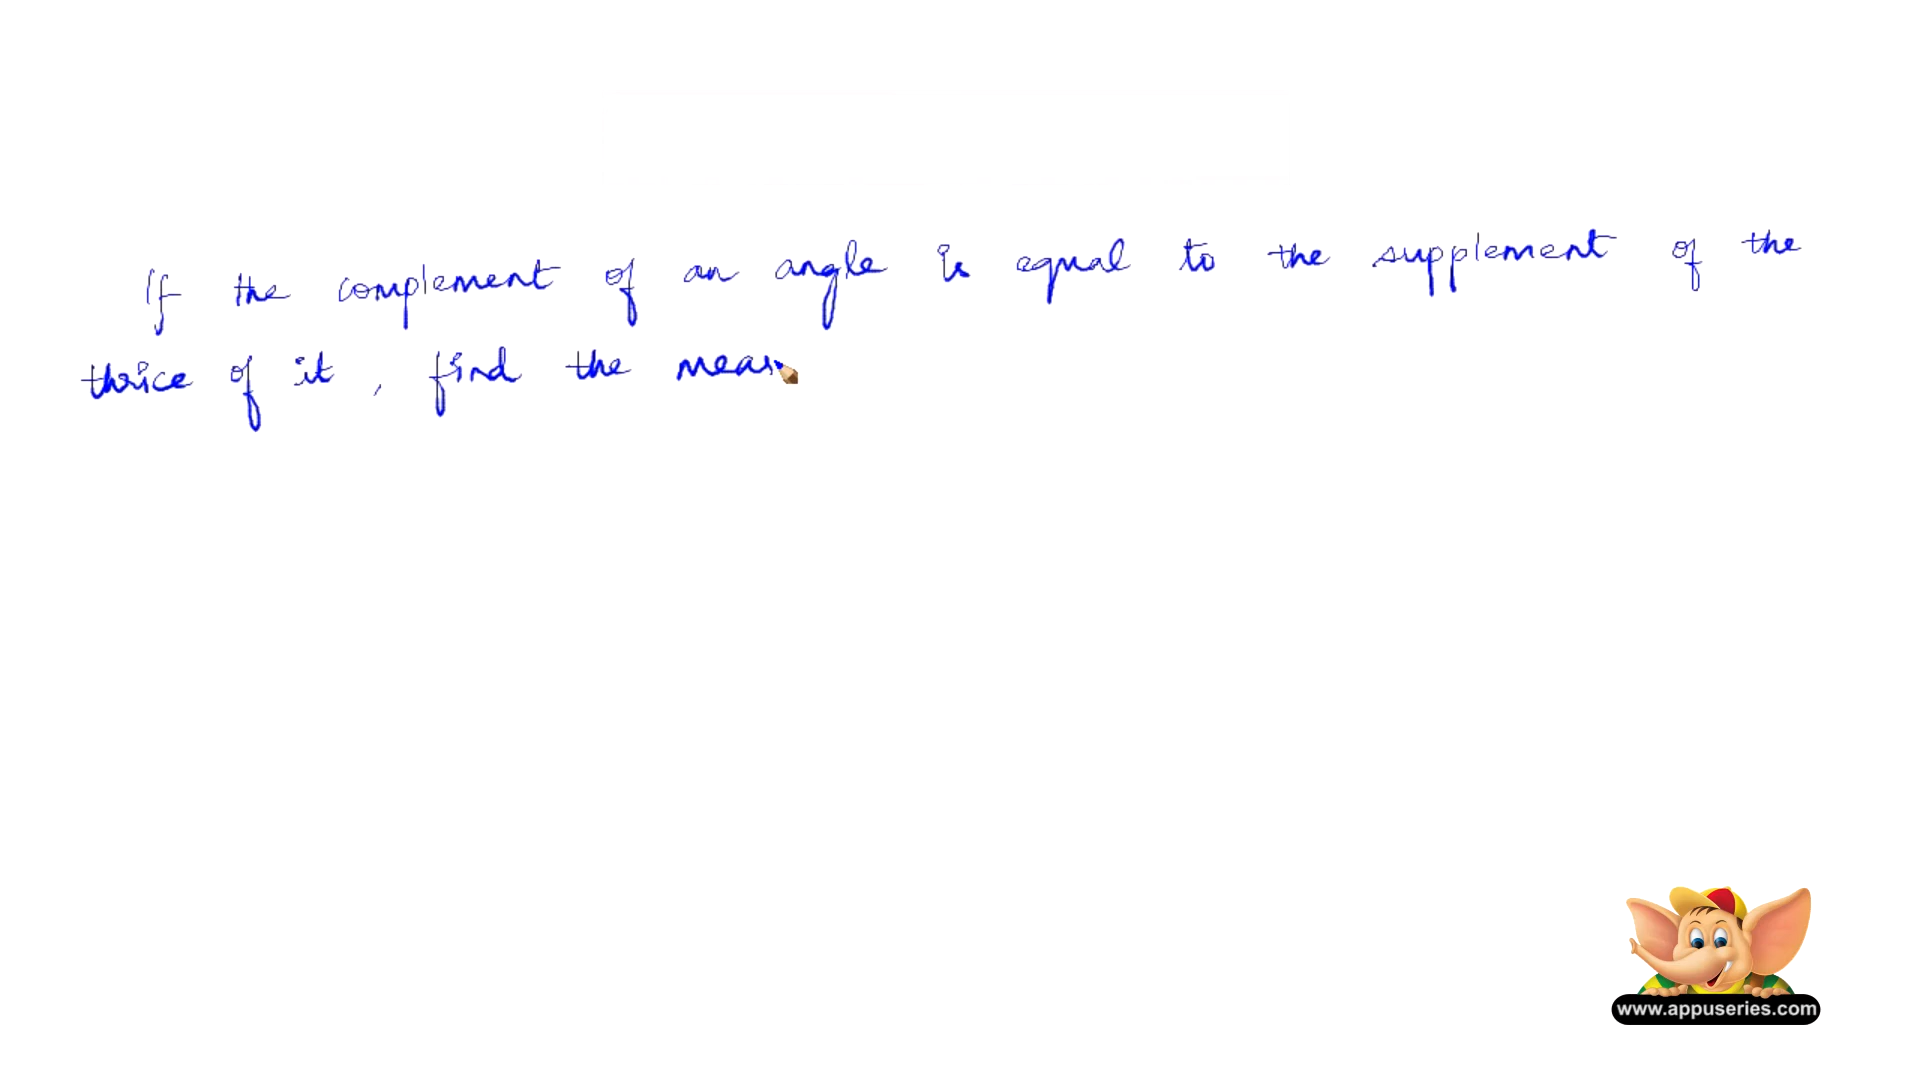 If the complement of an angle is equal to the supplement of the
thrice of it, find the meas
www.appuseries.com